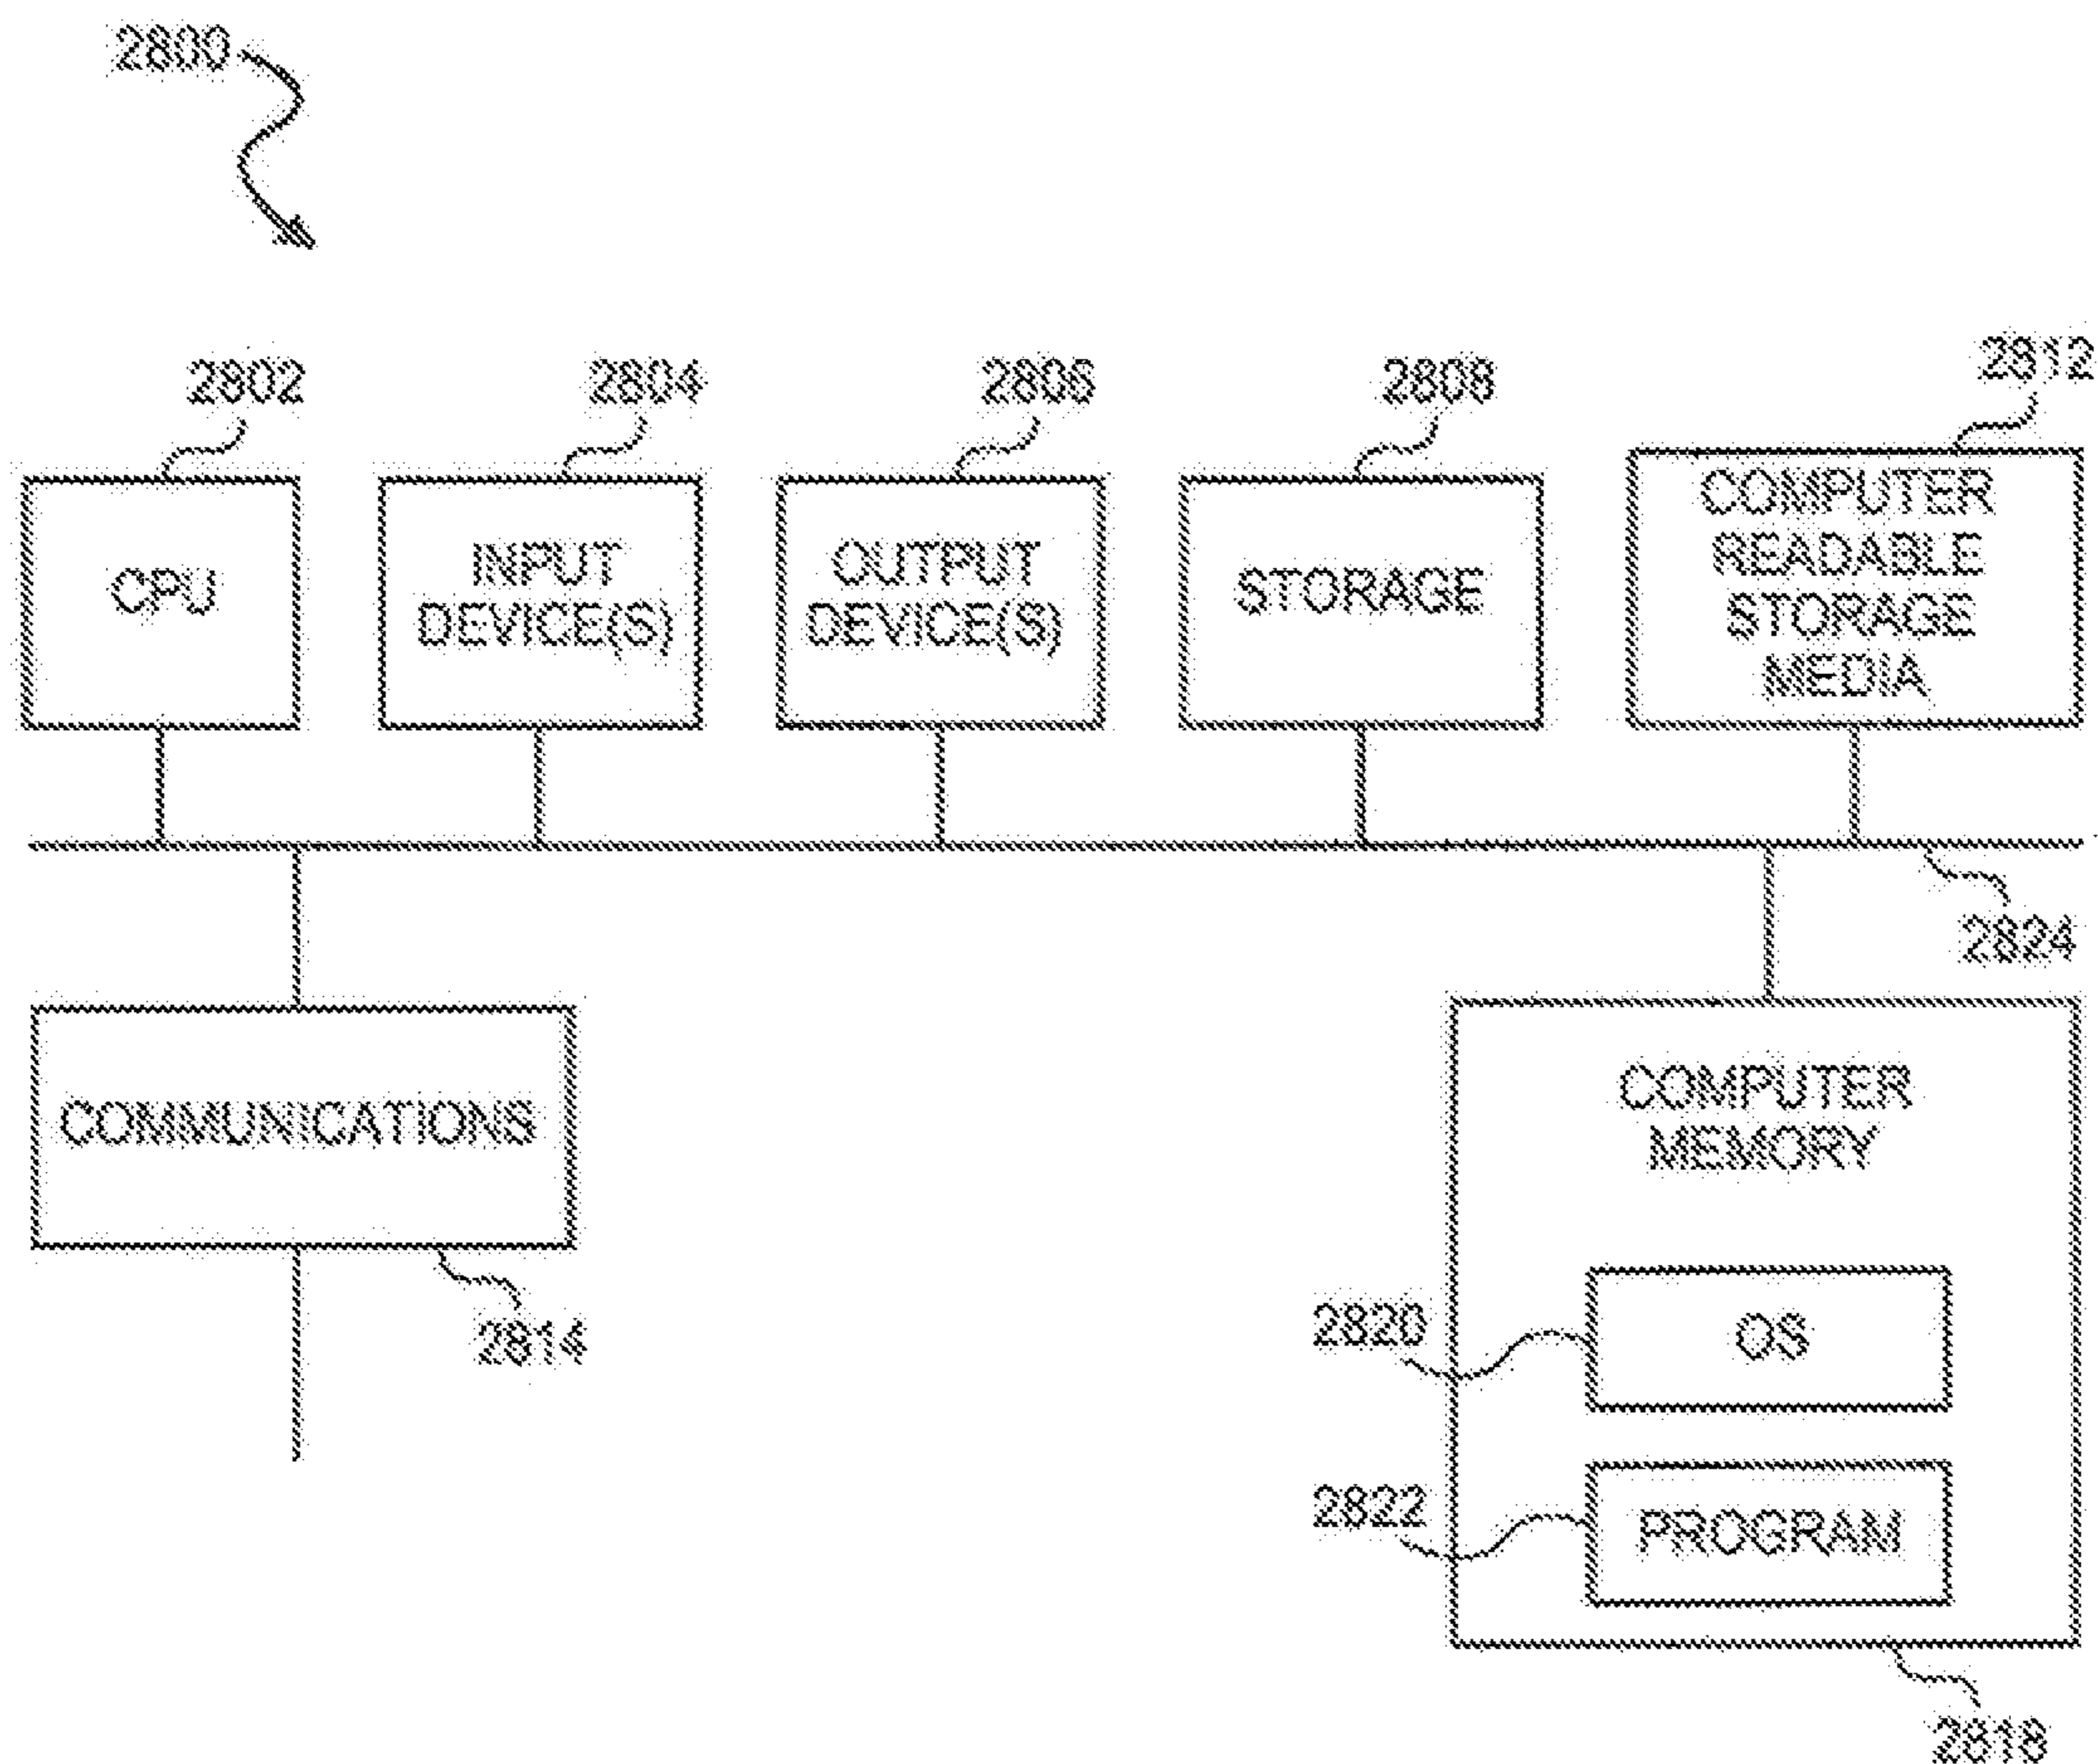 2800
2802
2804
2806
2808
2812
CPU
INPUT
DEVICE(S)
OUTPUT
DEVICE(S)
STORAGE
COMPUTER
READABLE
STORAGE
MEDIA
2824
COMMUNICATIONS
2814
COMPUTER
MEMORY
2820
OS
2822
PROGRAM
2818